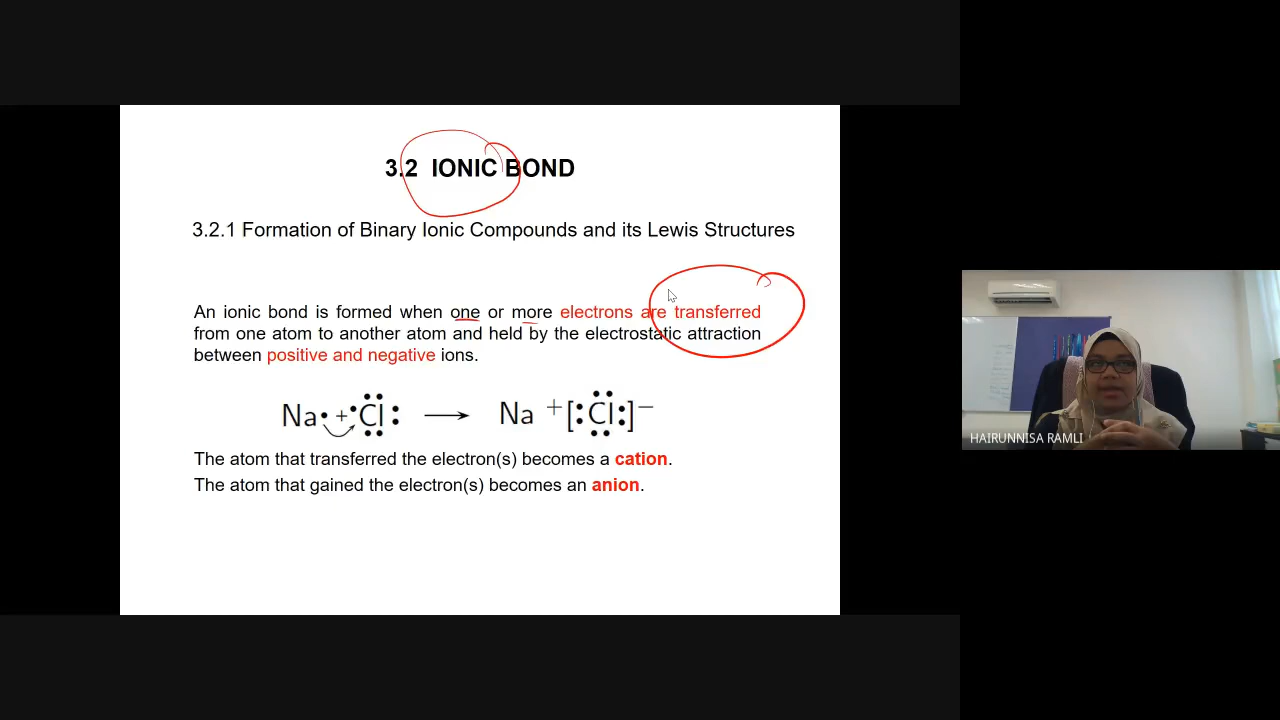 3.2 IONIC BOND
3.2.1 Formation of Binary Ionic Compounds and its Lewis Structures
An ionic bond is formed when one or more electrons are transferred
from one atom to another atom and held by the electrostatic attraction
between positive and negative ions.
Na• + •Cl: → Na +[:Cl:]−
The atom that transferred the electron(s) becomes a cation.
The atom that gained the electron(s) becomes an anion.
HAIRUNNISA RAMLI